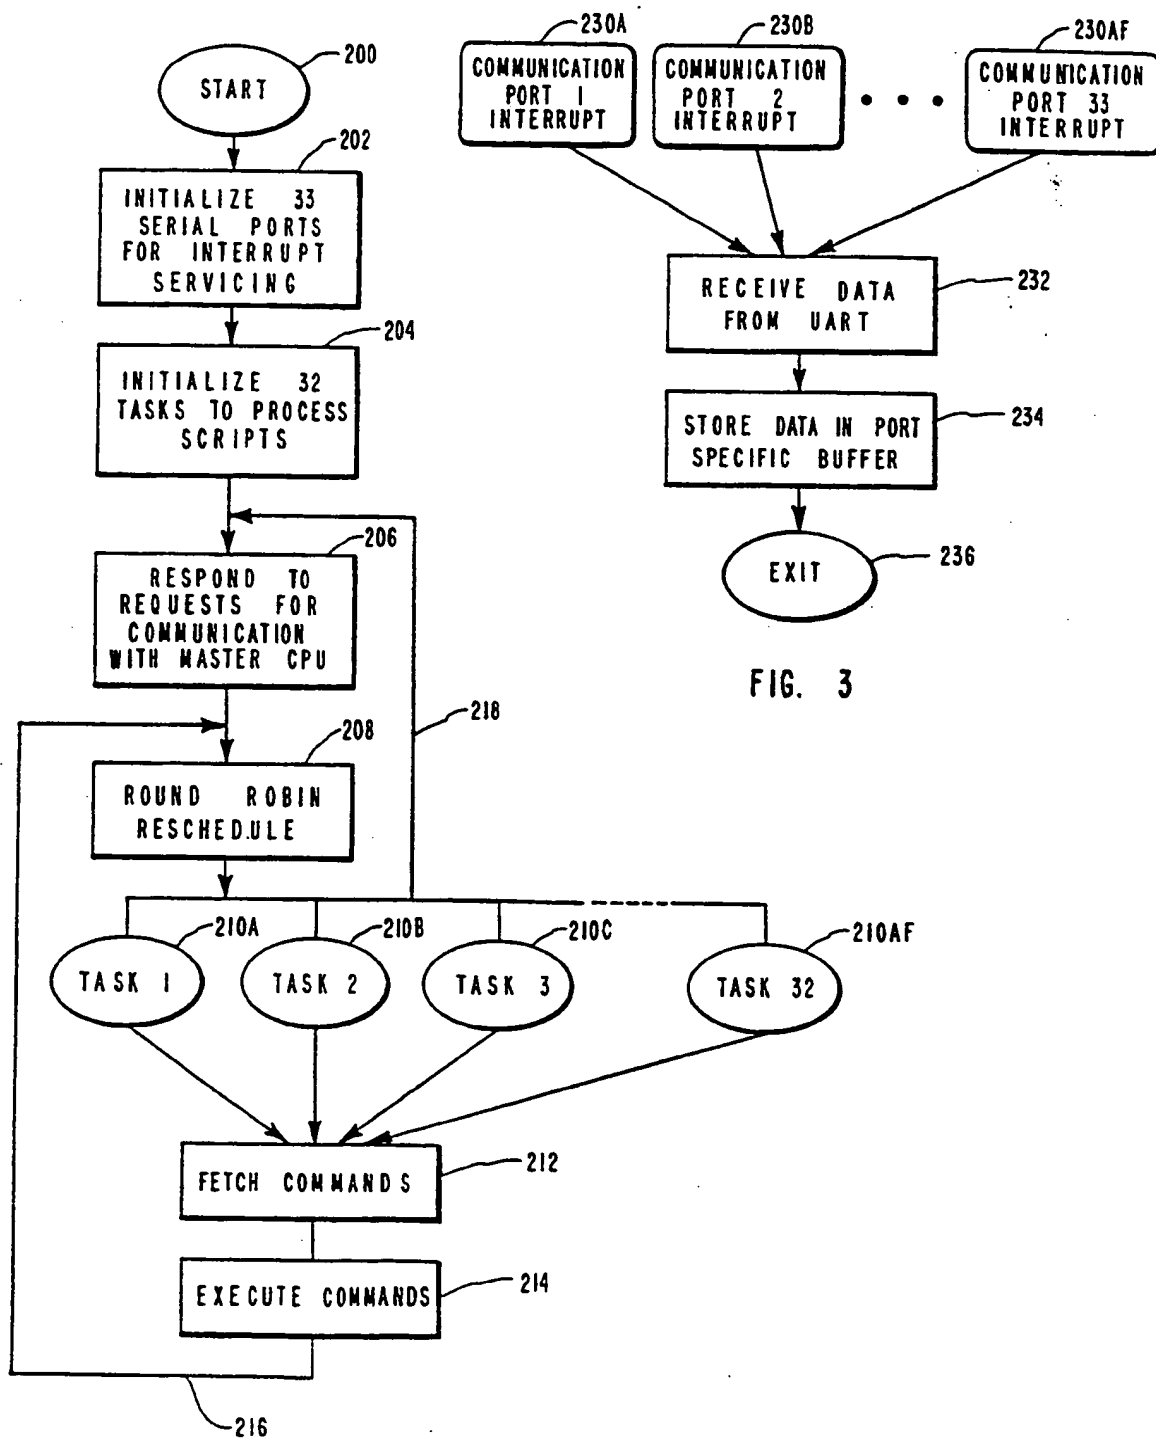 200
START
202
INITIALIZE 33
SERIAL PORTS
FOR INTERRUPT
SERVICING
204
INITIALIZE 32
TASKS TO PROCESS
SCRIPTS
206
RESPOND TO
REQUESTS FOR
COMMUNICATION
WITH MASTER CPU
218
208
ROUND ROBIN
RESCHEDULE
210A
TASK 1
210B
TASK 2
210C
TASK 3
210AF
TASK 32
212
FETCH COMMANDS
214
EXECUTE COMMANDS
216
230A
COMMUNICATION
PORT 1
INTERRUPT
230B
COMMUNICATION
PORT 2
INTERRUPT
230AF
COMMUNICATION
PORT 33
INTERRUPT
232
RECEIVE DATA
FROM UART
234
STORE DATA IN PORT
SPECIFIC BUFFER
236
EXIT
FIG. 3